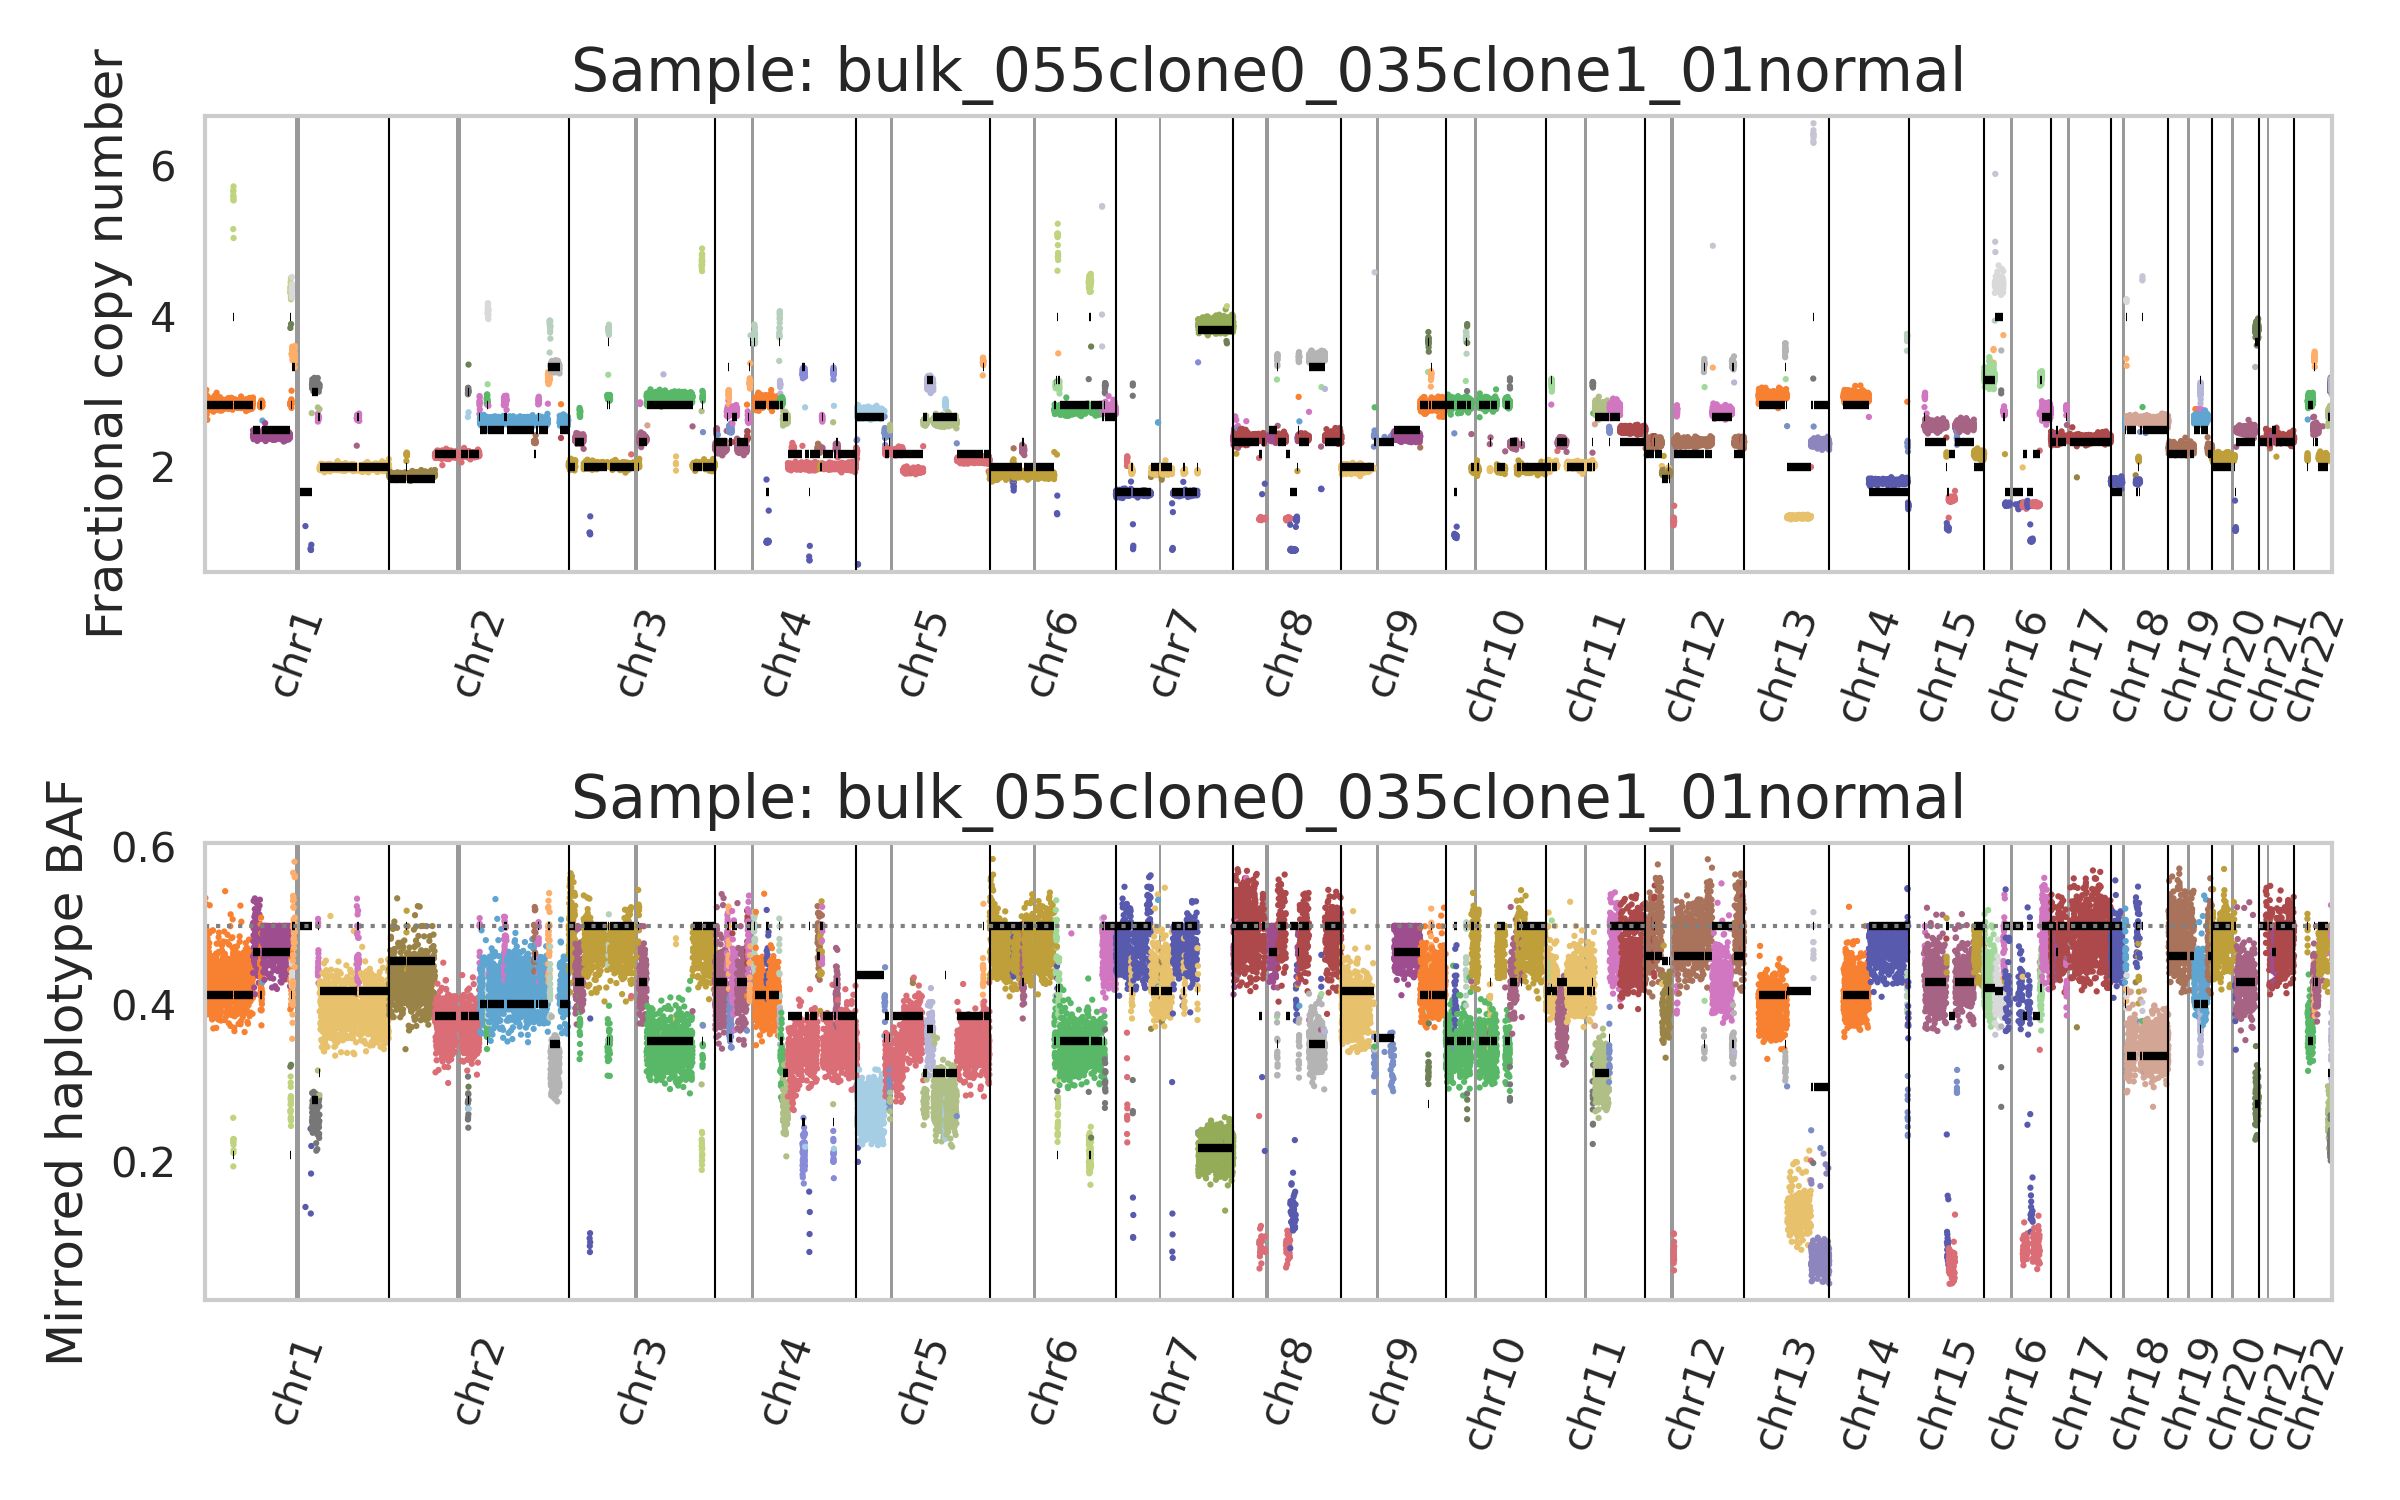 Sample: bulk_055clone0_035clone1_01normal
Fractional copy number
6
4
2
chr1 chr2 chr3 chr4 chr5 chr6 chr7 chr8 chr9 chr10 chr11 chr12 chr13 chr14 chr15 chr16 chr17 chr18 chr19 chr20 chr21 chr22
Sample: bulk_055clone0_035clone1_01normal
Mirrored haplotype BAF
0.6
0.4
0.2
chr1 chr2 chr3 chr4 chr5 chr6 chr7 chr8 chr9 chr10 chr11 chr12 chr13 chr14 chr15 chr16 chr17 chr18 chr19 chr20 chr21 chr22